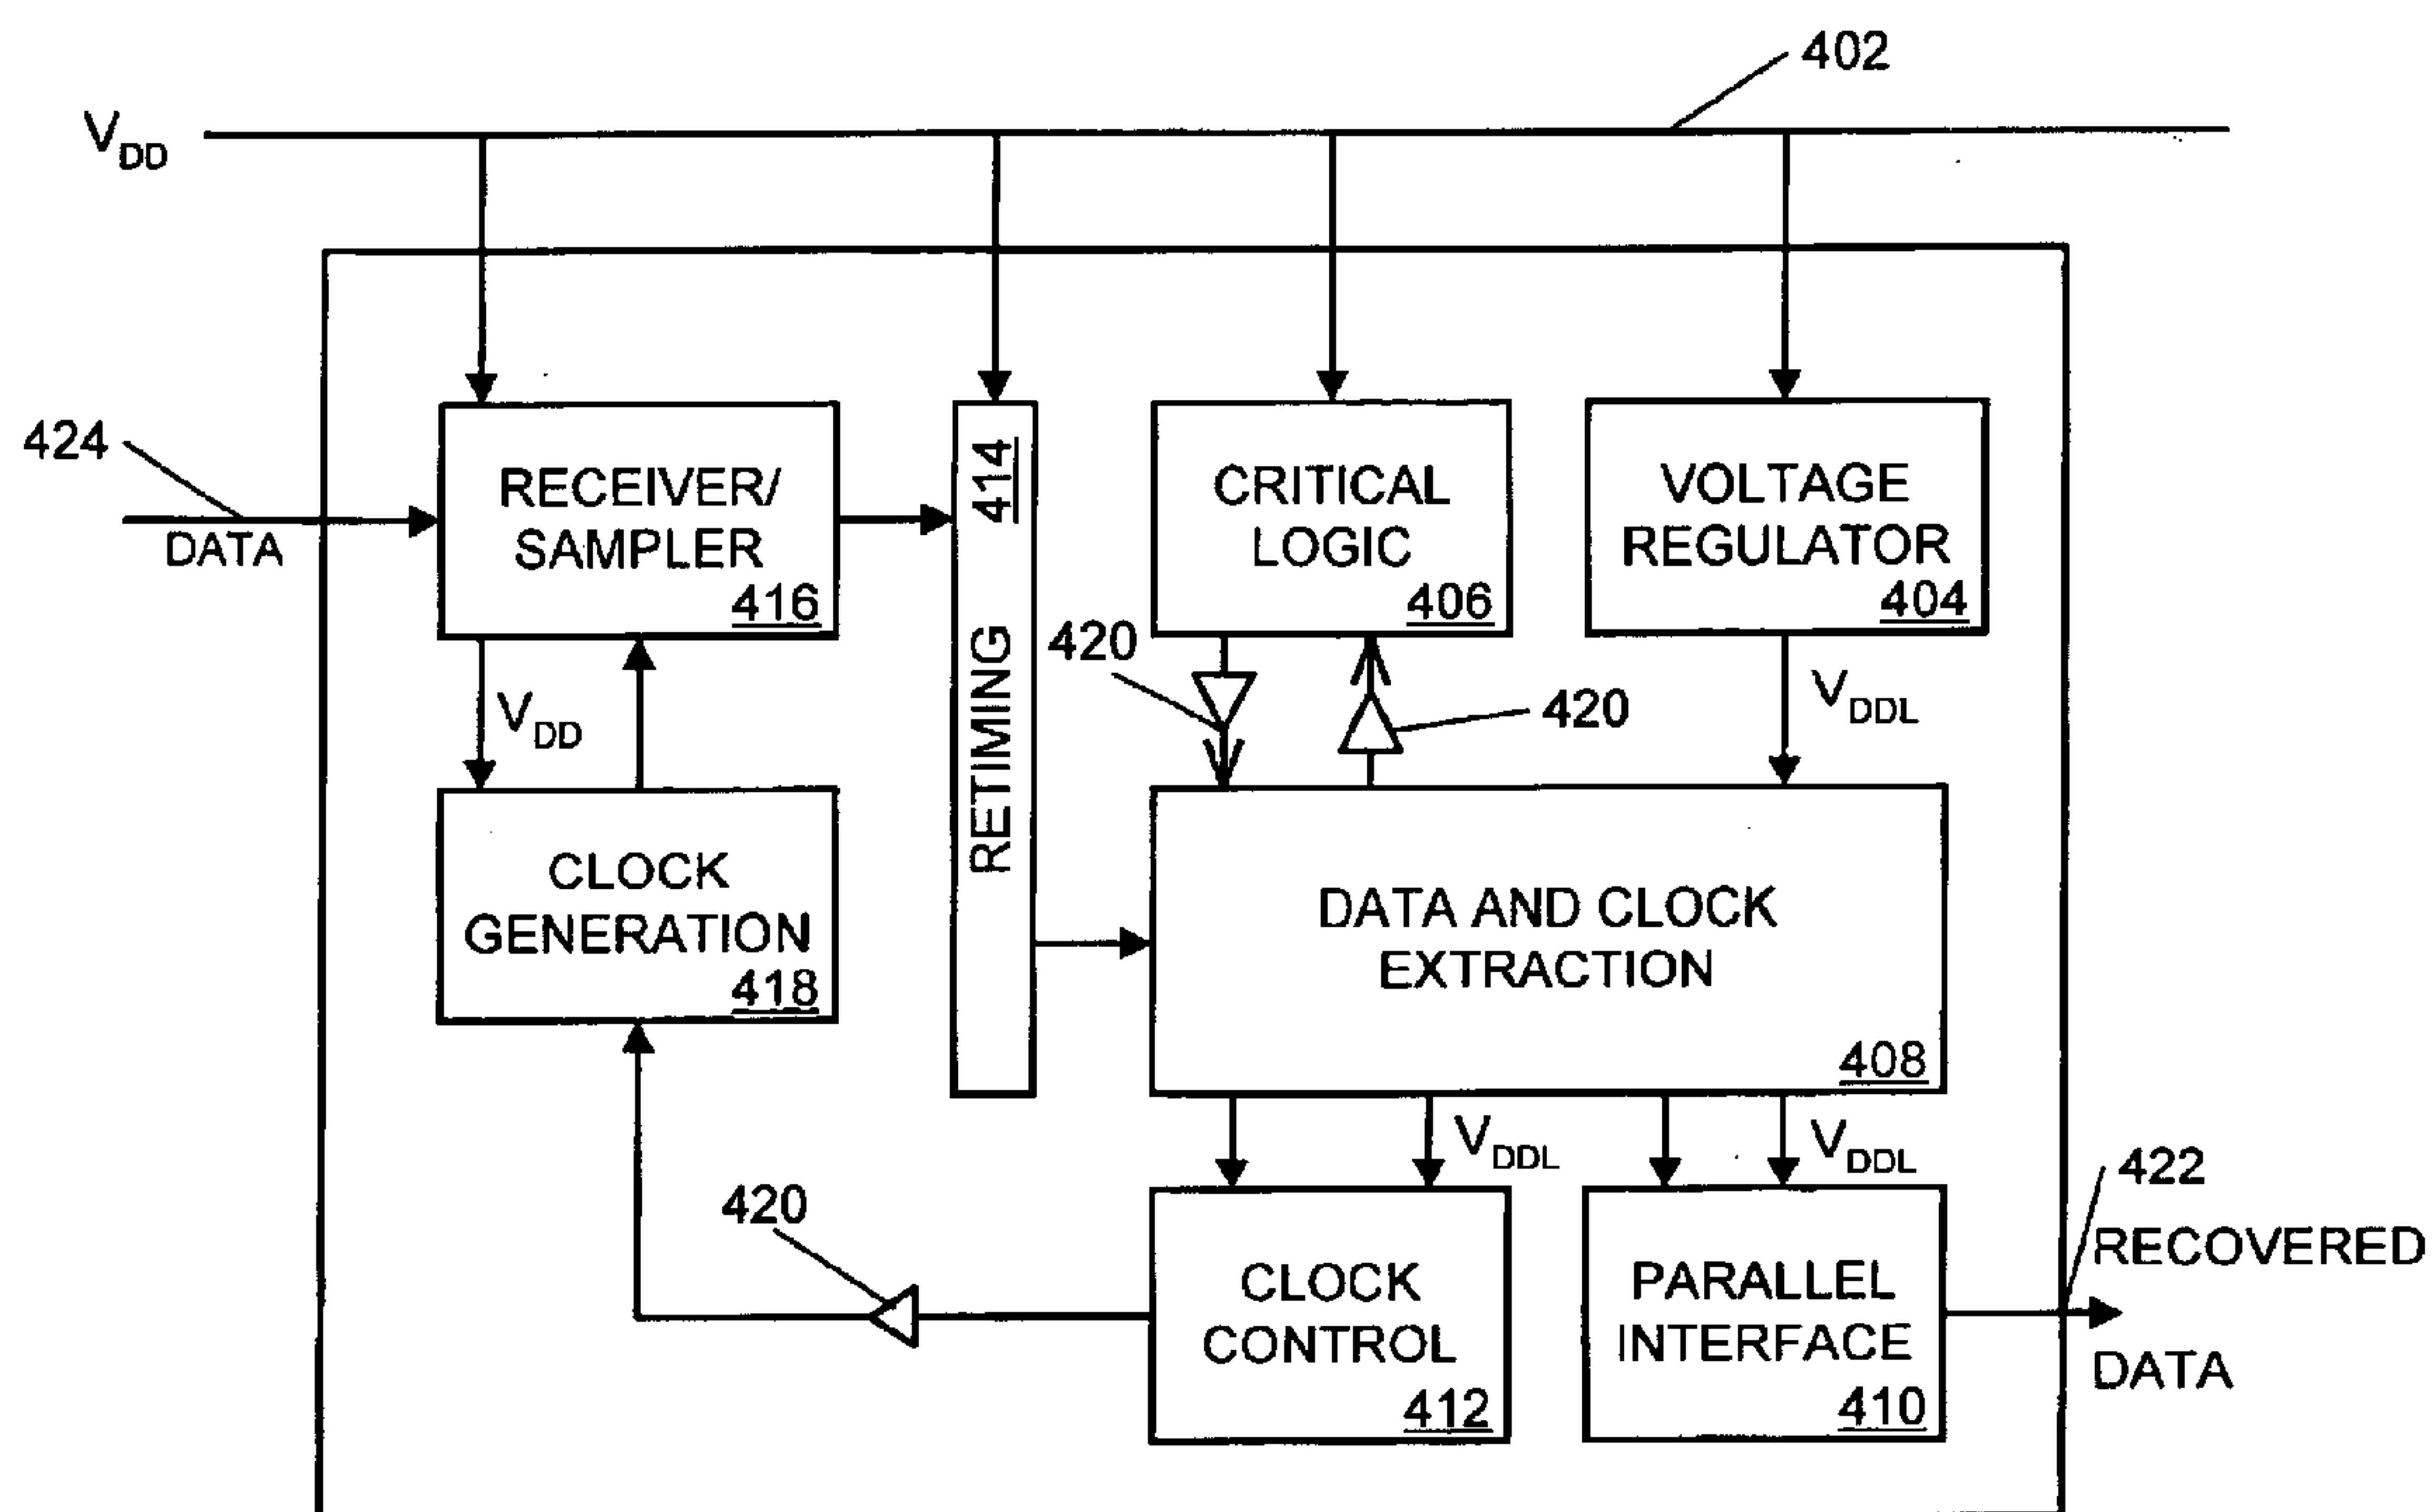 402
VDD
424
DATA
RECEIVER/
SAMPLER
416
RETIMING 414
CRITICAL
LOGIC
406
VOLTAGE
REGULATOR
404
420
420
VDD
VDDL
CLOCK
GENERATION
418
DATA AND CLOCK
EXTRACTION
408
VDDL
VDDL
422
RECOVERED
DATA
420
CLOCK
CONTROL
412
PARALLEL
INTERFACE
410